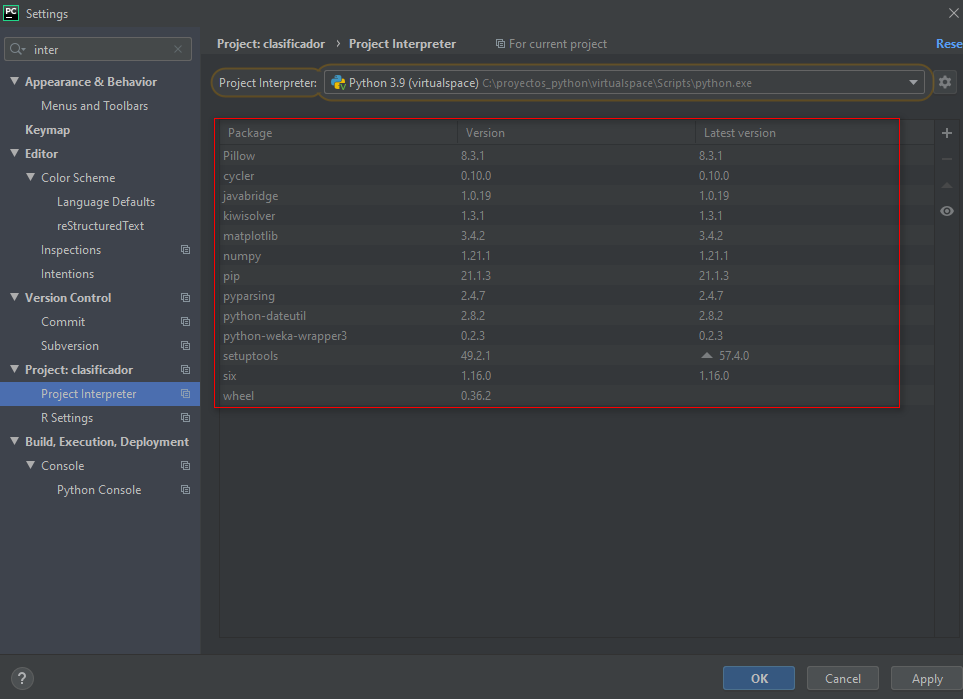 PC Settings
inter
Project: clasificador › Project Interpreter For current project Rese
Project Interpreter: Python 3.9 (virtualspace) C:\proyectos_python\virtualspace\Scripts\python.exe
Appearance & Behavior
Menus and Toolbars
Keymap
Editor
Color Scheme
Language Defaults
reStructuredText
Inspections
Intentions
Version Control
Commit
Subversion
Project: clasificador
Project Interpreter
R Settings
Build, Execution, Deployment
Console
Python Console
Package Version Latest version
Pillow 8.3.1 8.3.1
cycler 0.10.0 0.10.0
javabridge 1.0.19 1.0.19
kiwisolver 1.3.1 1.3.1
matplotlib 3.4.2 3.4.2
numpy 1.21.1 1.21.1
pip 21.1.3 21.1.3
pyparsing 2.4.7 2.4.7
python-dateutil 2.8.2 2.8.2
python-weka-wrapper3 0.2.3 0.2.3
setuptools 49.2.1 57.4.0
six 1.16.0 1.16.0
wheel 0.36.2
? OK Cancel Apply